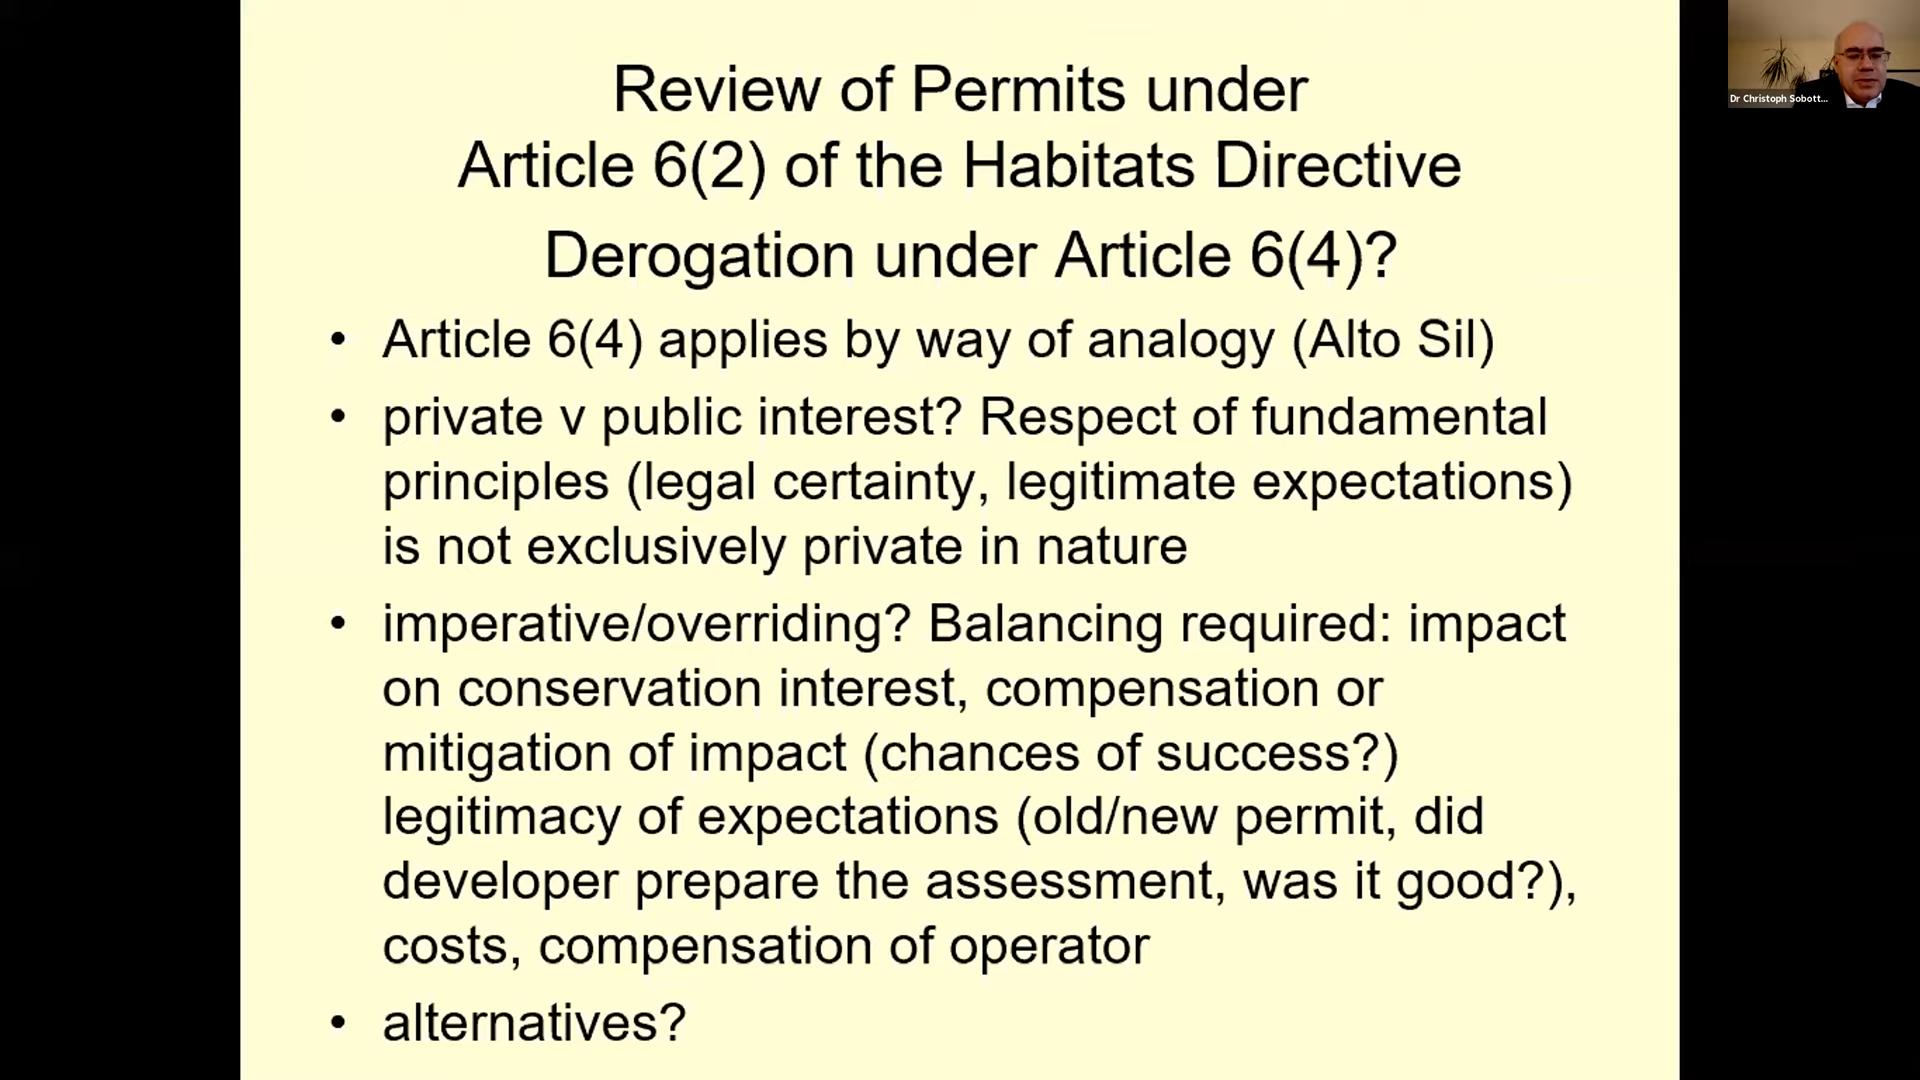 Review of Permits under
Article 6(2) of the Habitats Directive
Derogation under Article 6(4)?
• Article 6(4) applies by way of analogy (Alto Sil)
• private v public interest? Respect of fundamental
principles (legal certainty, legitimate expectations)
is not exclusively private in nature
• imperative/overriding? Balancing required: impact
on conservation interest, compensation or
mitigation of impact (chances of success?)
legitimacy of expectations (old/new permit, did
developer prepare the assessment, was it good?),
costs, compensation of operator
• alternatives?
Dr Christoph Sobott...